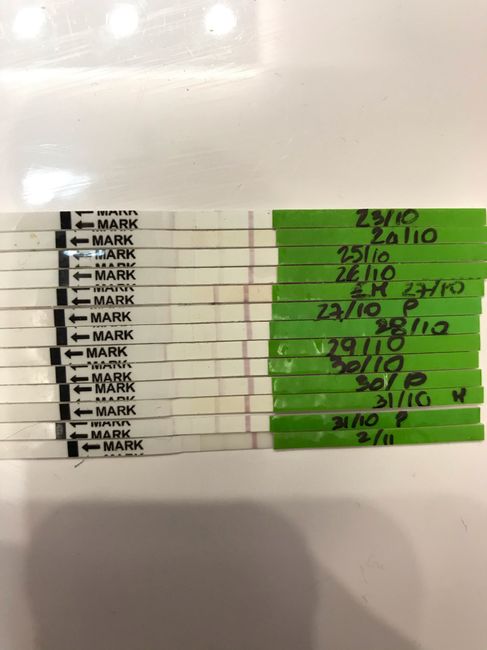 ← MARK
← MARK 23/10
← MARK 24/10
← MARK 25/10
← MARK 26/10
← MARK 27/10
← MARK 27/10 P
← MARK 28/10
← MARK 29/10
← MARK 30/10
← MARK 30/ P
← MARK 31/10 M
← MARK 31/10 P
← MARK 2/11